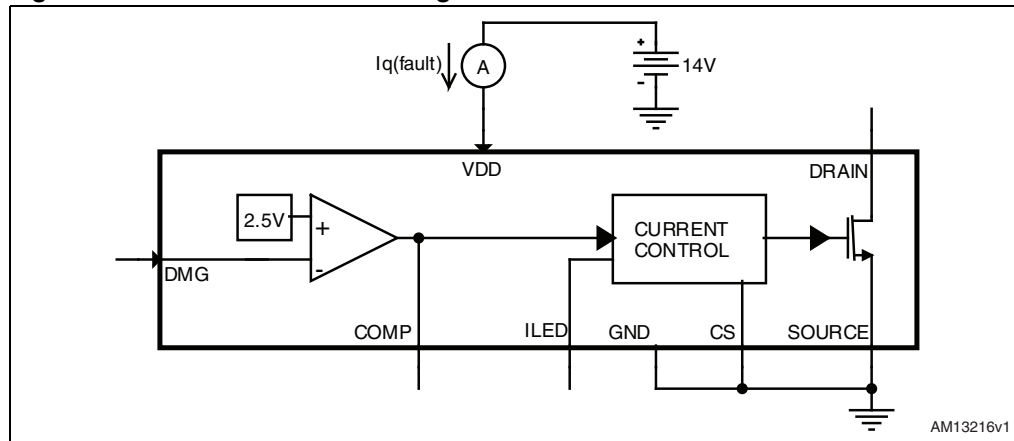 Iq(fault)
A
+
-
14V
VDD
DRAIN
2.5V
+
-
CURRENT
CONTROL
DMG
COMP
ILED
GND
CS
SOURCE
AM13216v1